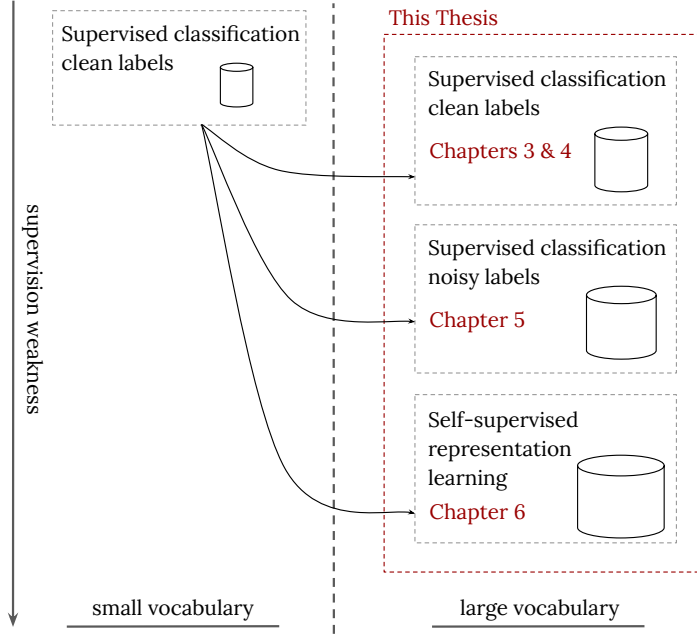 This Thesis
Supervised classification
clean labels
Supervised classification
clean labels
Chapters 3 & 4
supervision weakness
Supervised classification
noisy labels
Chapter 5
Self-supervised
representation
learning
Chapter 6
small vocabulary
large vocabulary